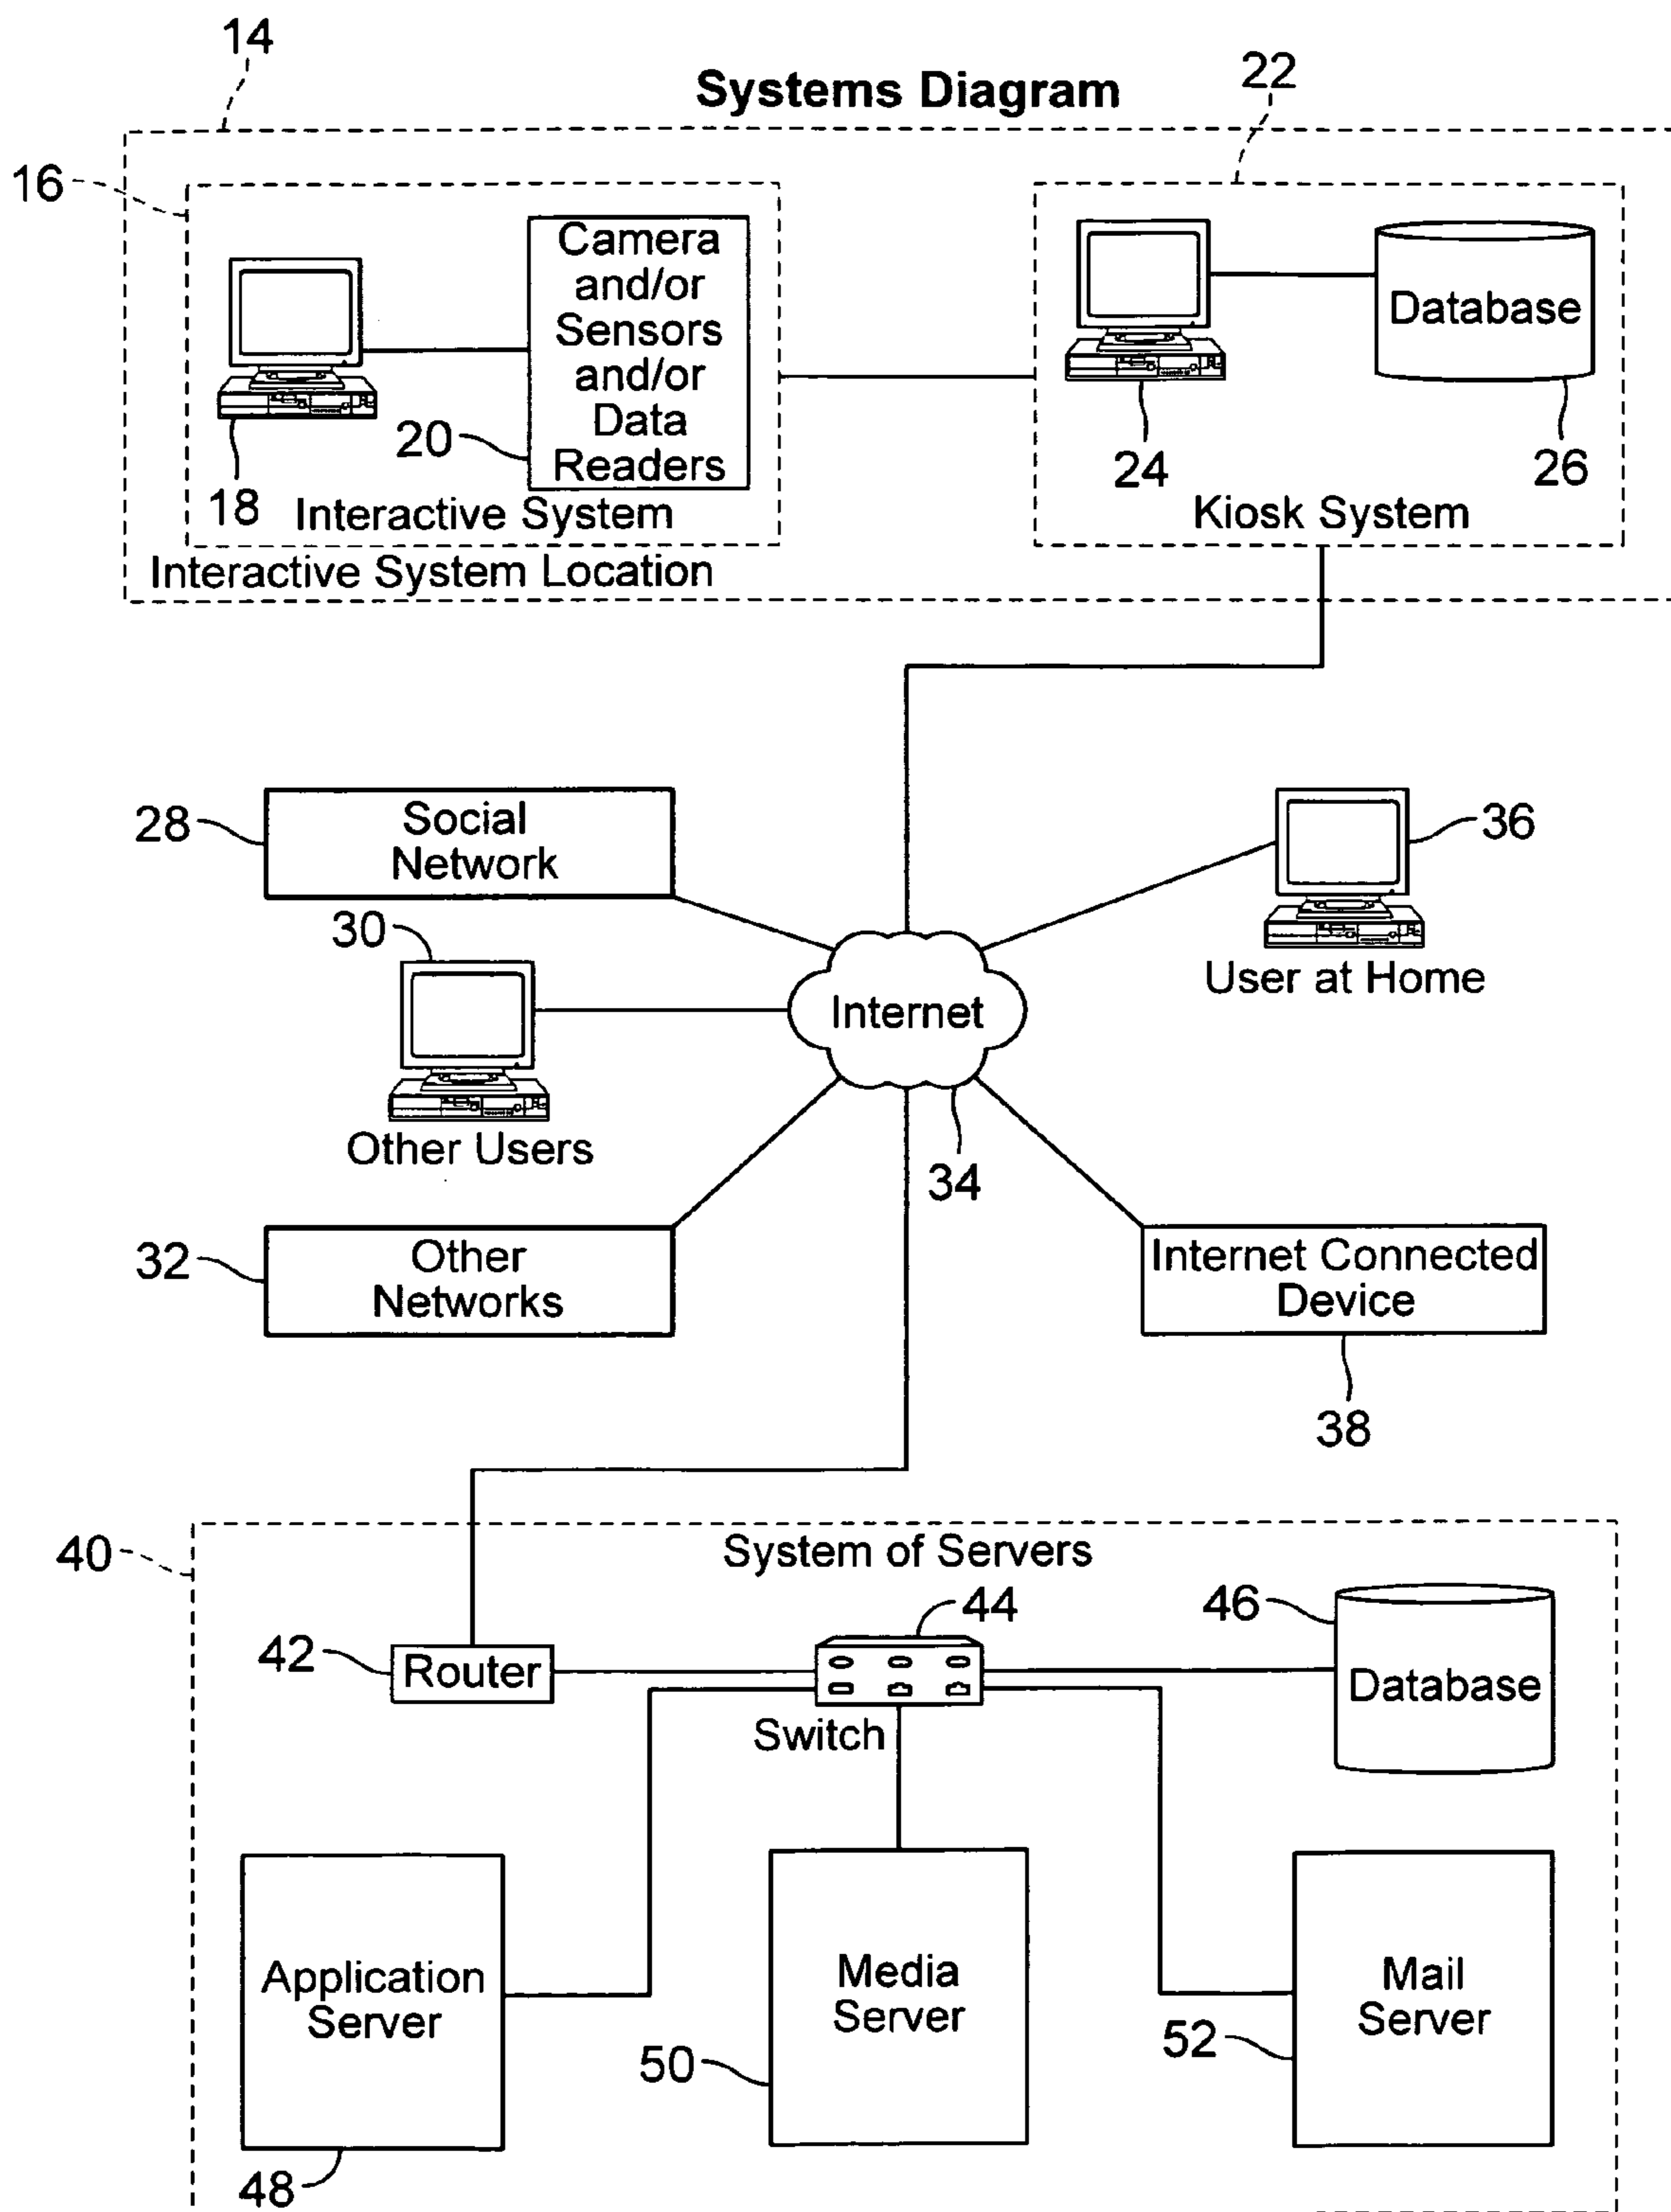 14
Systems Diagram
22
16
Camera
and/or
Sensors
and/or
Data
Readers
20
18
Interactive System
Interactive System Location
Database
24
26
Kiosk System
28
Social
Network
36
User at Home
30
Other Users
Internet
34
32
Other
Networks
Internet Connected
Device
38
40
System of Servers
42
Router
44
Switch
46
Database
Application
Server
48
Media
Server
50
Mail
Server
52